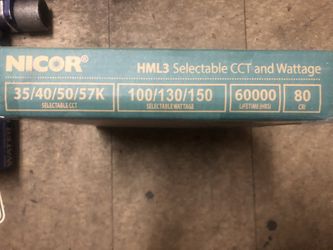 NICOR HML3 Selectable CCT and Wattage
35/40/50/57K 100/130/150 60000 80
SELECTABLE CCT SELECTABLE WATTAGE LIFETIME (HRS) CRI